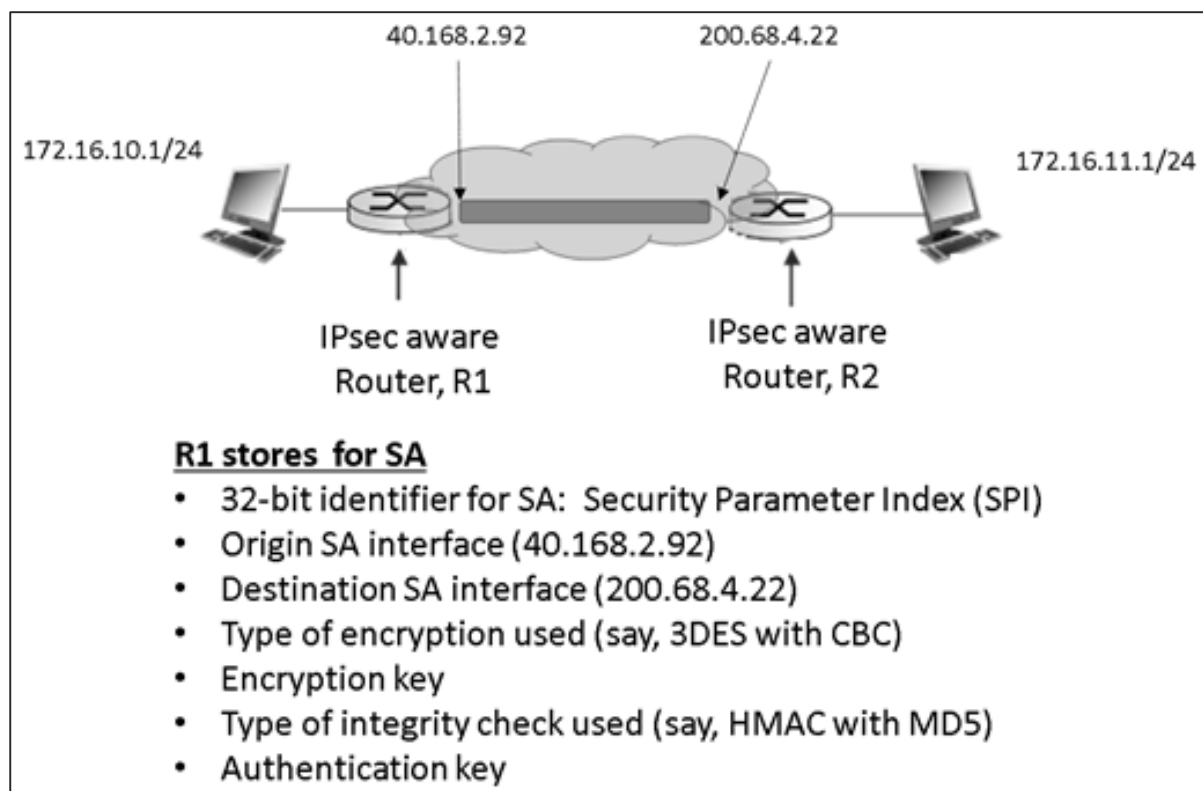 40.168.2.92
200.68.4.22
172.16.10.1/24
172.16.11.1/24
IPsec aware
Router, R1
IPsec aware
Router, R2
R1 stores for SA
• 32-bit identifier for SA: Security Parameter Index (SPI)
• Origin SA interface (40.168.2.92)
• Destination SA interface (200.68.4.22)
• Type of encryption used (say, 3DES with CBC)
• Encryption key
• Type of integrity check used (say, HMAC with MD5)
• Authentication key